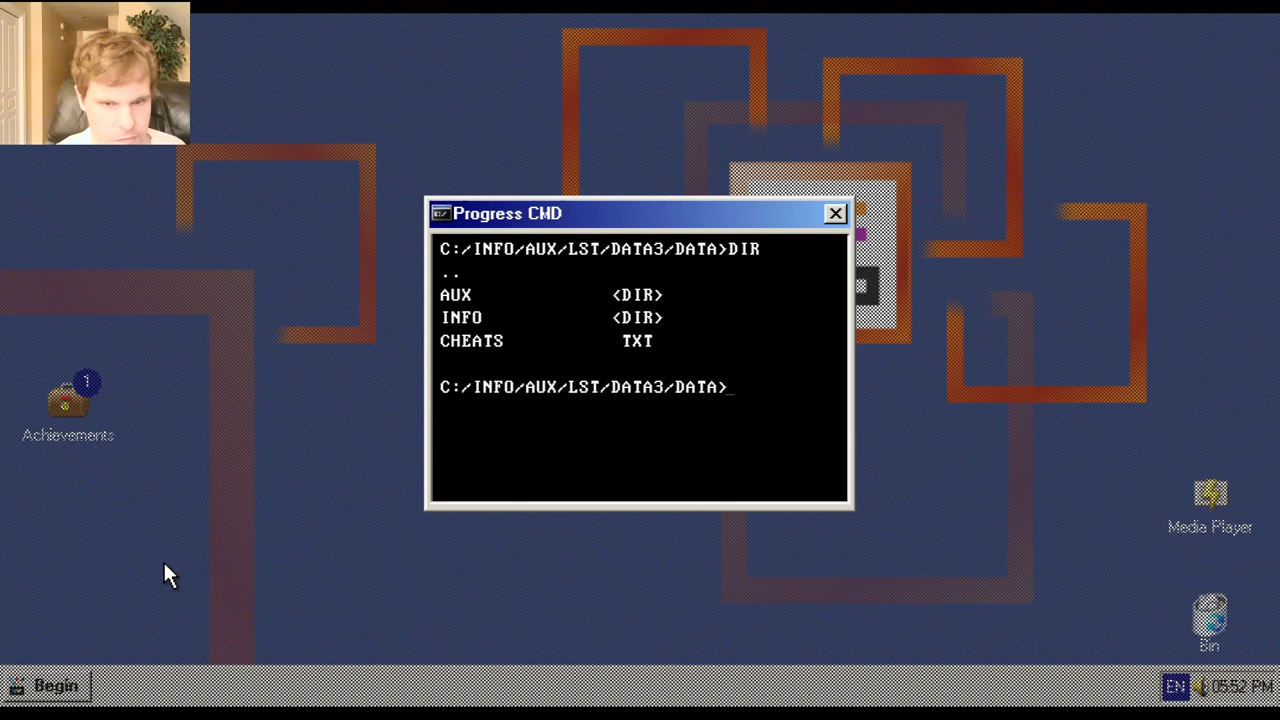 Progress CMD
C:/INFO/AUX/LST/DATA3/DATA>DIR
..
AUX <DIR>
INFO <DIR>
CHEATS TXT
C:/INFO/AUX/LST/DATA3/DATA>_
1
Achievements
Media Player
Bin
Begin
EN 05:52 PM